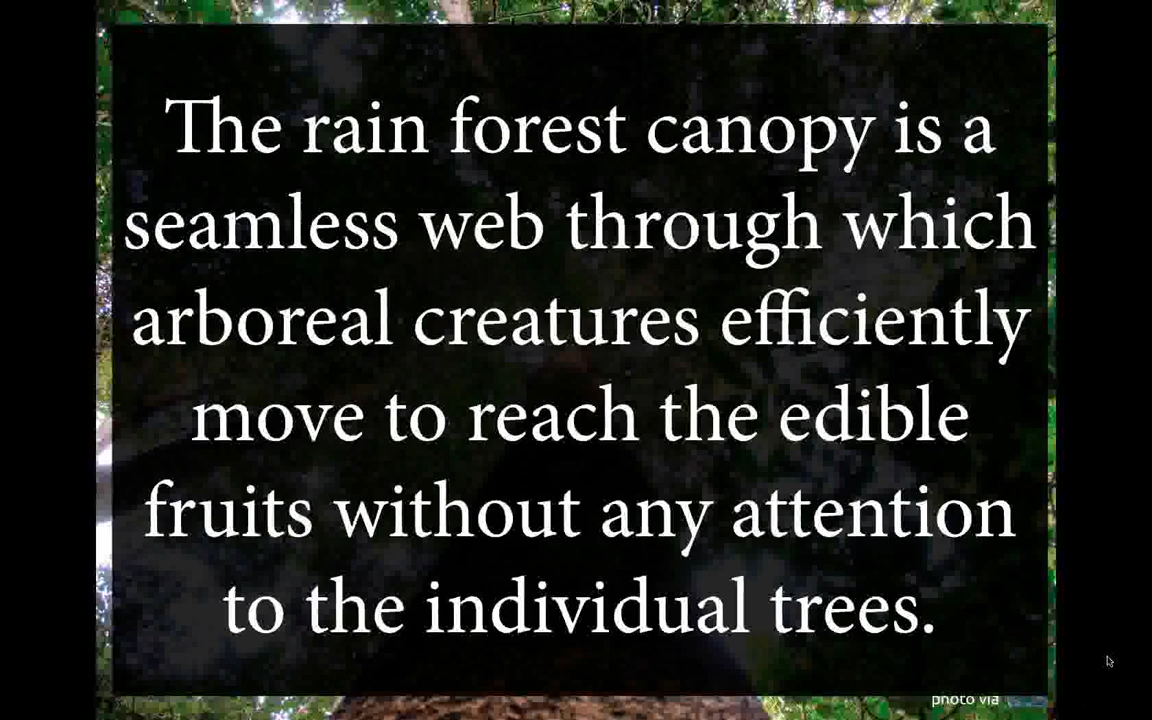 The rain forest canopy is a
seamless web through which
arboreal creatures efficiently
move to reach the edible
fruits without any attention
to the individual trees.
photo via